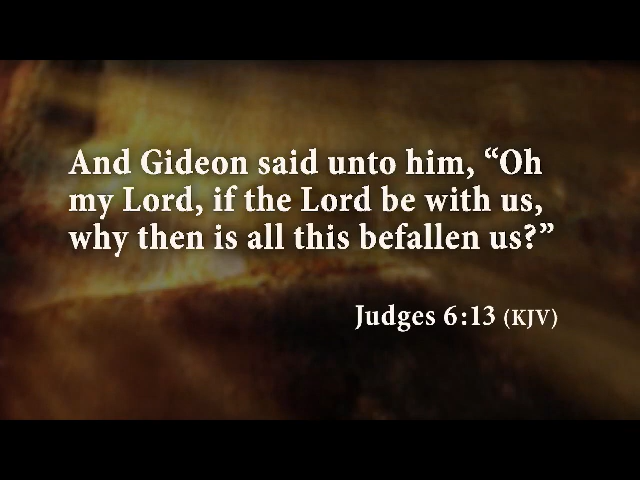 And Gideon said unto him, “Oh
my Lord, if the Lord be with us,
why then is all this befallen us?”
Judges 6:13 (KJV)